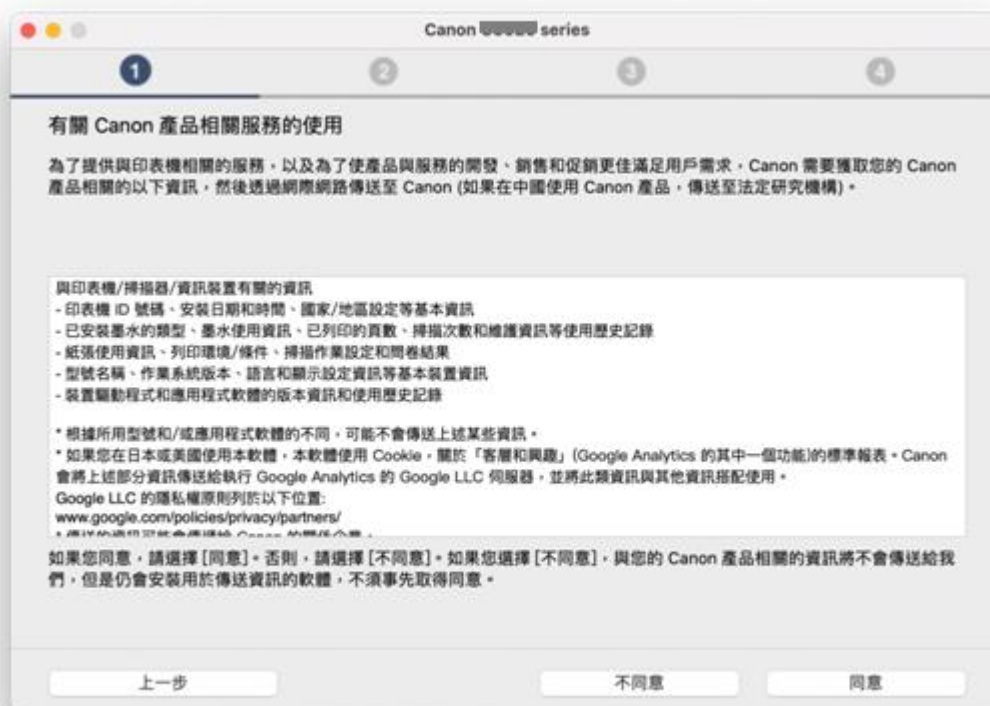 Canon series
1
2
3
4
有關 Canon 產品相關服務的使用
為了提供與印表機相關的服務，以及為了使產品與服務的開發、銷售和促銷更佳滿足用戶需求，Canon 需要獲取您的 Canon
產品相關的以下資訊，然後透過網際網路傳送至 Canon (如果在中國使用 Canon 產品，傳送至法定研究機構)。
與印表機/掃描器/資訊裝置有關的資訊
- 印表機 ID 號碼、安裝日期和時間、國家/地區設定等基本資訊
- 已安裝墨水的類型、墨水使用資訊、已列印的頁數、掃描次數和維護資訊等使用歷史記錄
- 紙張使用資訊、列印環境/條件、掃描作業設定和問卷結果
- 型號名稱、作業系統版本、語言和顯示設定資訊等基本裝置資訊
- 裝置驅動程式和應用程式軟體的版本資訊和使用歷史記錄
* 根據所用型號和/或應用程式軟體的不同，可能不會傳送上述某些資訊。
* 如果您在日本或美國使用本軟體，本軟體使用 Cookie，關於「客層和興趣」(Google Analytics 的其中一個功能)的標準報表。Canon
會將上述部分資訊傳送給執行 Google Analytics 的 Google LLC 伺服器，並將此類資訊與其他資訊搭配使用。
Google LLC 的隱私權原則列於以下位置:
www.google.com/policies/privacy/partners/
* 傳送的資訊可能會傳遞給 Canon 的關係企業。
如果您同意，請選擇 [同意]。否則，請選擇 [不同意]。如果您選擇 [不同意]，與您的 Canon 產品相關的資訊將不會傳送給我
們，但是仍會安裝用於傳送資訊的軟體，不須事先取得同意。
上一步
不同意
同意